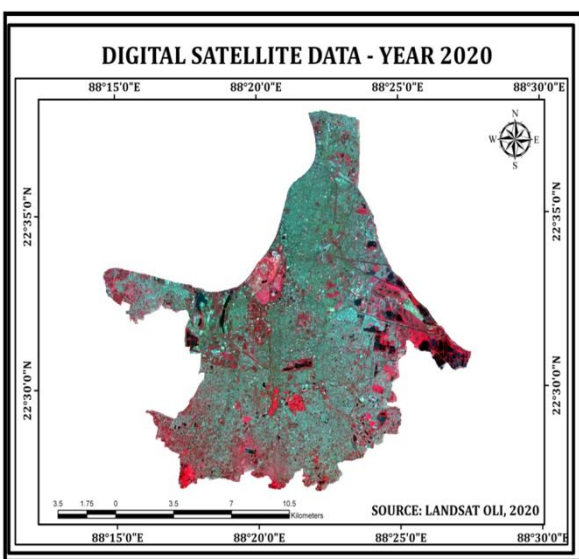 DIGITAL SATELLITE DATA - YEAR 2020
88°15'0"E 88°20'0"E 88°25'0"E 88°30'0"E
N
W E
S
22°35'0"N 22°35'0"N
22°30'0"N 22°30'0"N
3.5 1.75 0 3.5 7 10.5
Kilometers
SOURCE: LANDSAT OLI, 2020
88°15'0"E 88°20'0"E 88°25'0"E 88°30'0"E